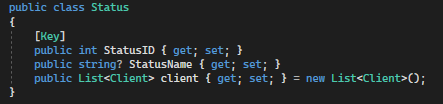 public class Status
{
[Key]
public int StatusID { get; set; }
public string? StatusName { get; set; }
public List<Client> client { get; set; } = new List<Client>();
}